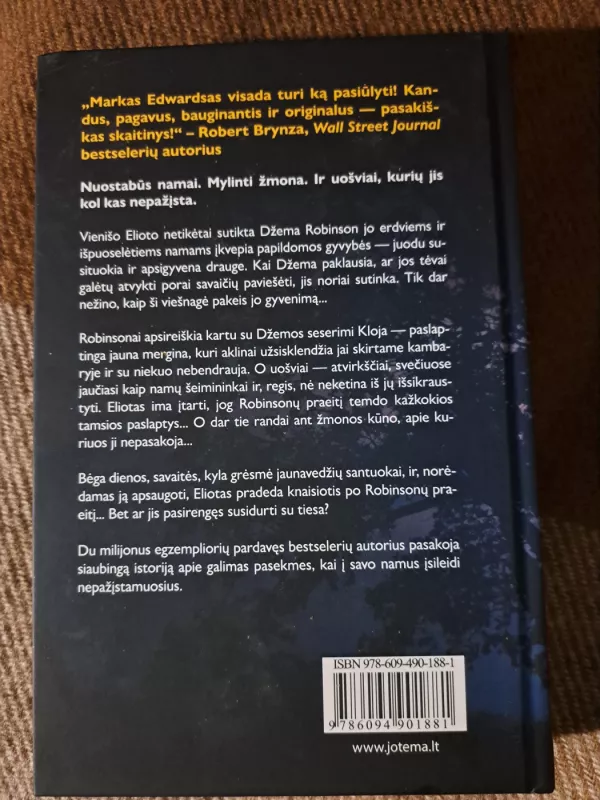 „Markas Edwardsas visada turi ką pasiūlyti! Kan-
dus, pagavus, bauginantis ir originalus — pasakiš-
kas skaitinys!“ – Robert Brynza, Wall Street Journal
bestselerių autorius
Nuostabūs namai. Mylinti žmona. Ir uošviai, kurių jis
kol kas nepažįsta.
Vienišo Elioto netikėtai sutikta Džema Robinson jo erdviems ir
išpuoselėtiems namams įkvepia papildomos gyvybės — juodu su-
situokia ir apsigyvena drauge. Kai Džema paklausia, ar jos tėvai
galėtų atvykti porai savaičių paviešėti, jis noriai sutinka. Tik dar
nežino, kaip ši viešnagė pakeis jo gyvenimą...
Robinsonai apsireiškia kartu su Džemos seserimi Kloja — paslap-
tinga jauna mergina, kuri aklinai užsisklendžia jai skirtame kamba-
ryje ir su niekuo nebendrauja. O uošviai — atvirkščiai, svečiuose
jaučiasi kaip namų šeimininkai ir, regis, nė neketina iš jų išsikraus-
tyti. Eliotas ima įtarti, jog Robinsonų praeitį temdo kažkokios
tamsios paslaptys... O dar tie randai ant žmonos kūno, apie ku-
riuos ji nepasakoja...
Bėga dienos, savaitės, kyla grėsmė jaunavedžių santuokai, ir, norė-
damas ją apsaugoti, Eliotas pradeda knaisiotis po Robinsonų pra-
eitį... Bet ar jis pasirengęs susidurti su tiesa?
Du milijonus egzempliorių pardavęs bestselerių autorius pasakoja
siaubingą istoriją apie galimas pasekmes, kai į savo namus įsileidi
nepažįstamuosius.
ISBN 978-609-490-188-1
9 786094 901881
www.jotema.lt